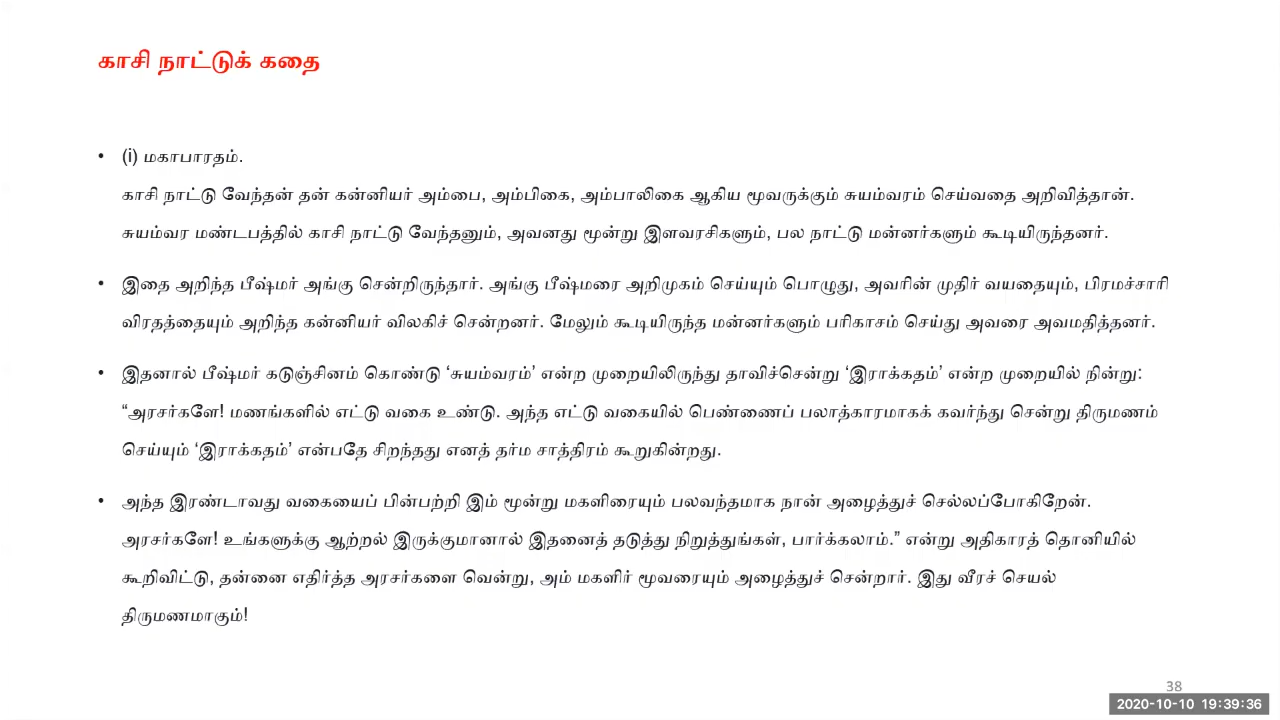 காசி நாட்டுக் கதை
• (i) மகாபாரதம்.
காசி நாட்டு வேந்தன் தன் கன்னியர் அம்பை, அம்பிகை, அம்பாலிகை ஆகிய மூவருக்கும் சுயம்வரம் செய்வதை அறிவித்தான்.
சுயம்வர மண்டபத்தில் காசி நாட்டு வேந்தனும், அவனது மூன்று இளவரசிகளும், பல நாட்டு மன்னர்களும் கூடியிருந்தனர்.
• இதை அறிந்த பீஷ்மர் அங்கு சென்றிருந்தார். அங்கு பீஷ்மரை அறிமுகம் செய்யும் பொழுது, அவரின் முதிர் வயதையும், பிரமச்சாரி
விரதத்தையும் அறிந்த கன்னியர் விலகிச் சென்றனர். மேலும் கூடியிருந்த மன்னர்களும் பரிகாசம் செய்து அவரை அவமதித்தனர்.
• இதனால் பீஷ்மர் கடுஞ்சினம் கொண்டு ‘சுயம்வரம்’ என்ற முறையிலிருந்து தாவிச்சென்று ‘இராக்கதம்’ என்ற முறையில் நின்று:
“அரசர்களே! மணங்களில் எட்டு வகை உண்டு. அந்த எட்டு வகையில் பெண்ணைப் பலாத்காரமாகக் கவர்ந்து சென்று திருமணம்
செய்யும் ‘இராக்கதம்’ என்பதே சிறந்தது எனத் தர்ம சாத்திரம் கூறுகின்றது.
• அந்த இரண்டாவது வகையைப் பின்பற்றி இம் மூன்று மகளிரையும் பலவந்தமாக நான் அழைத்துச் செல்லப்போகிறேன்.
அரசர்களே! உங்களுக்கு ஆற்றல் இருக்குமானால் இதனைத் தடுத்து நிறுத்துங்கள், பார்க்கலாம்.” என்று அதிகாரத் தொனியில்
கூறிவிட்டு, தன்னை எதிர்த்த அரசர்களை வென்று, அம் மகளிர் மூவரையும் அழைத்துச் சென்றார். இது வீரச் செயல்
திருமணமாகும்!
38
2020-10-10 19:39:36